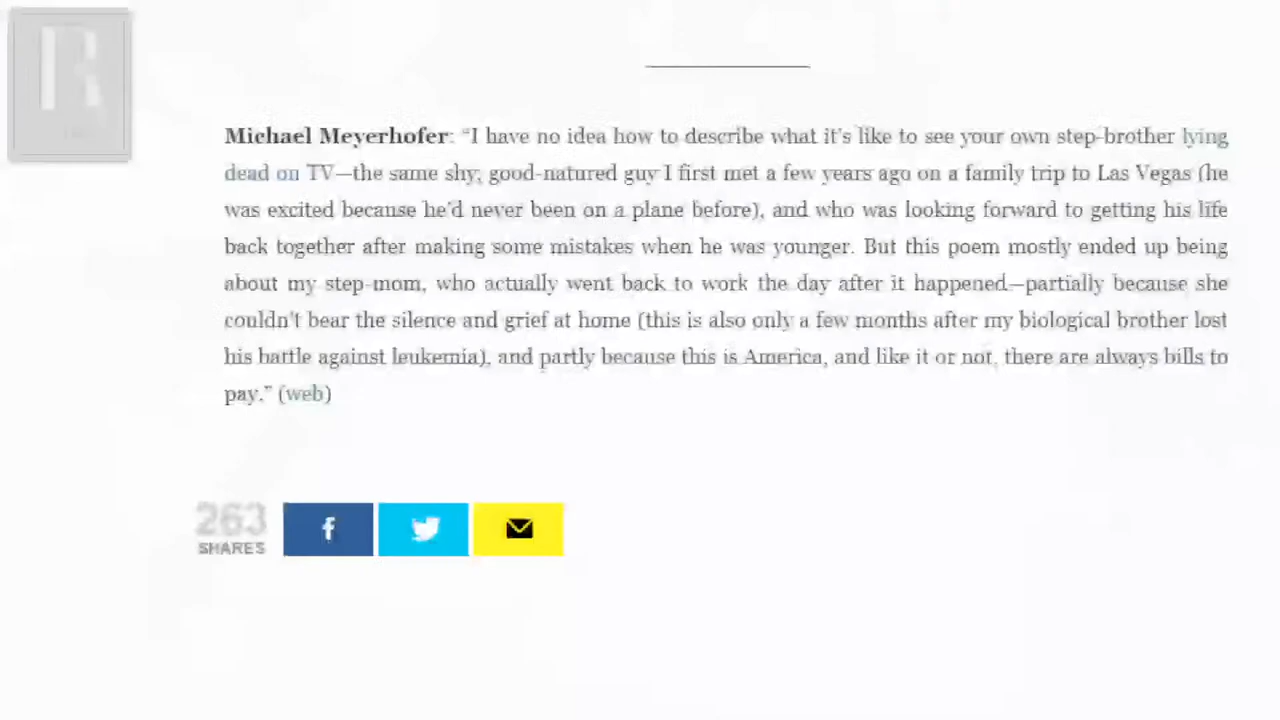 R
Michael Meyerhofer: “I have no idea how to describe what it's like to see your own step-brother lying
dead on TV—the same shy, good-natured guy I first met a few years ago on a family trip to Las Vegas (he
was excited because he'd never been on a plane before), and who was looking forward to getting his life
back together after making some mistakes when he was younger. But this poem mostly ended up being
about my step-mom, who actually went back to work the day after it happened—partially because she
couldn't bear the silence and grief at home (this is also only a few months after my biological brother lost
his battle against leukemia), and partly because this is America, and like it or not, there are always bills to
pay.” (web)
263
SHARES